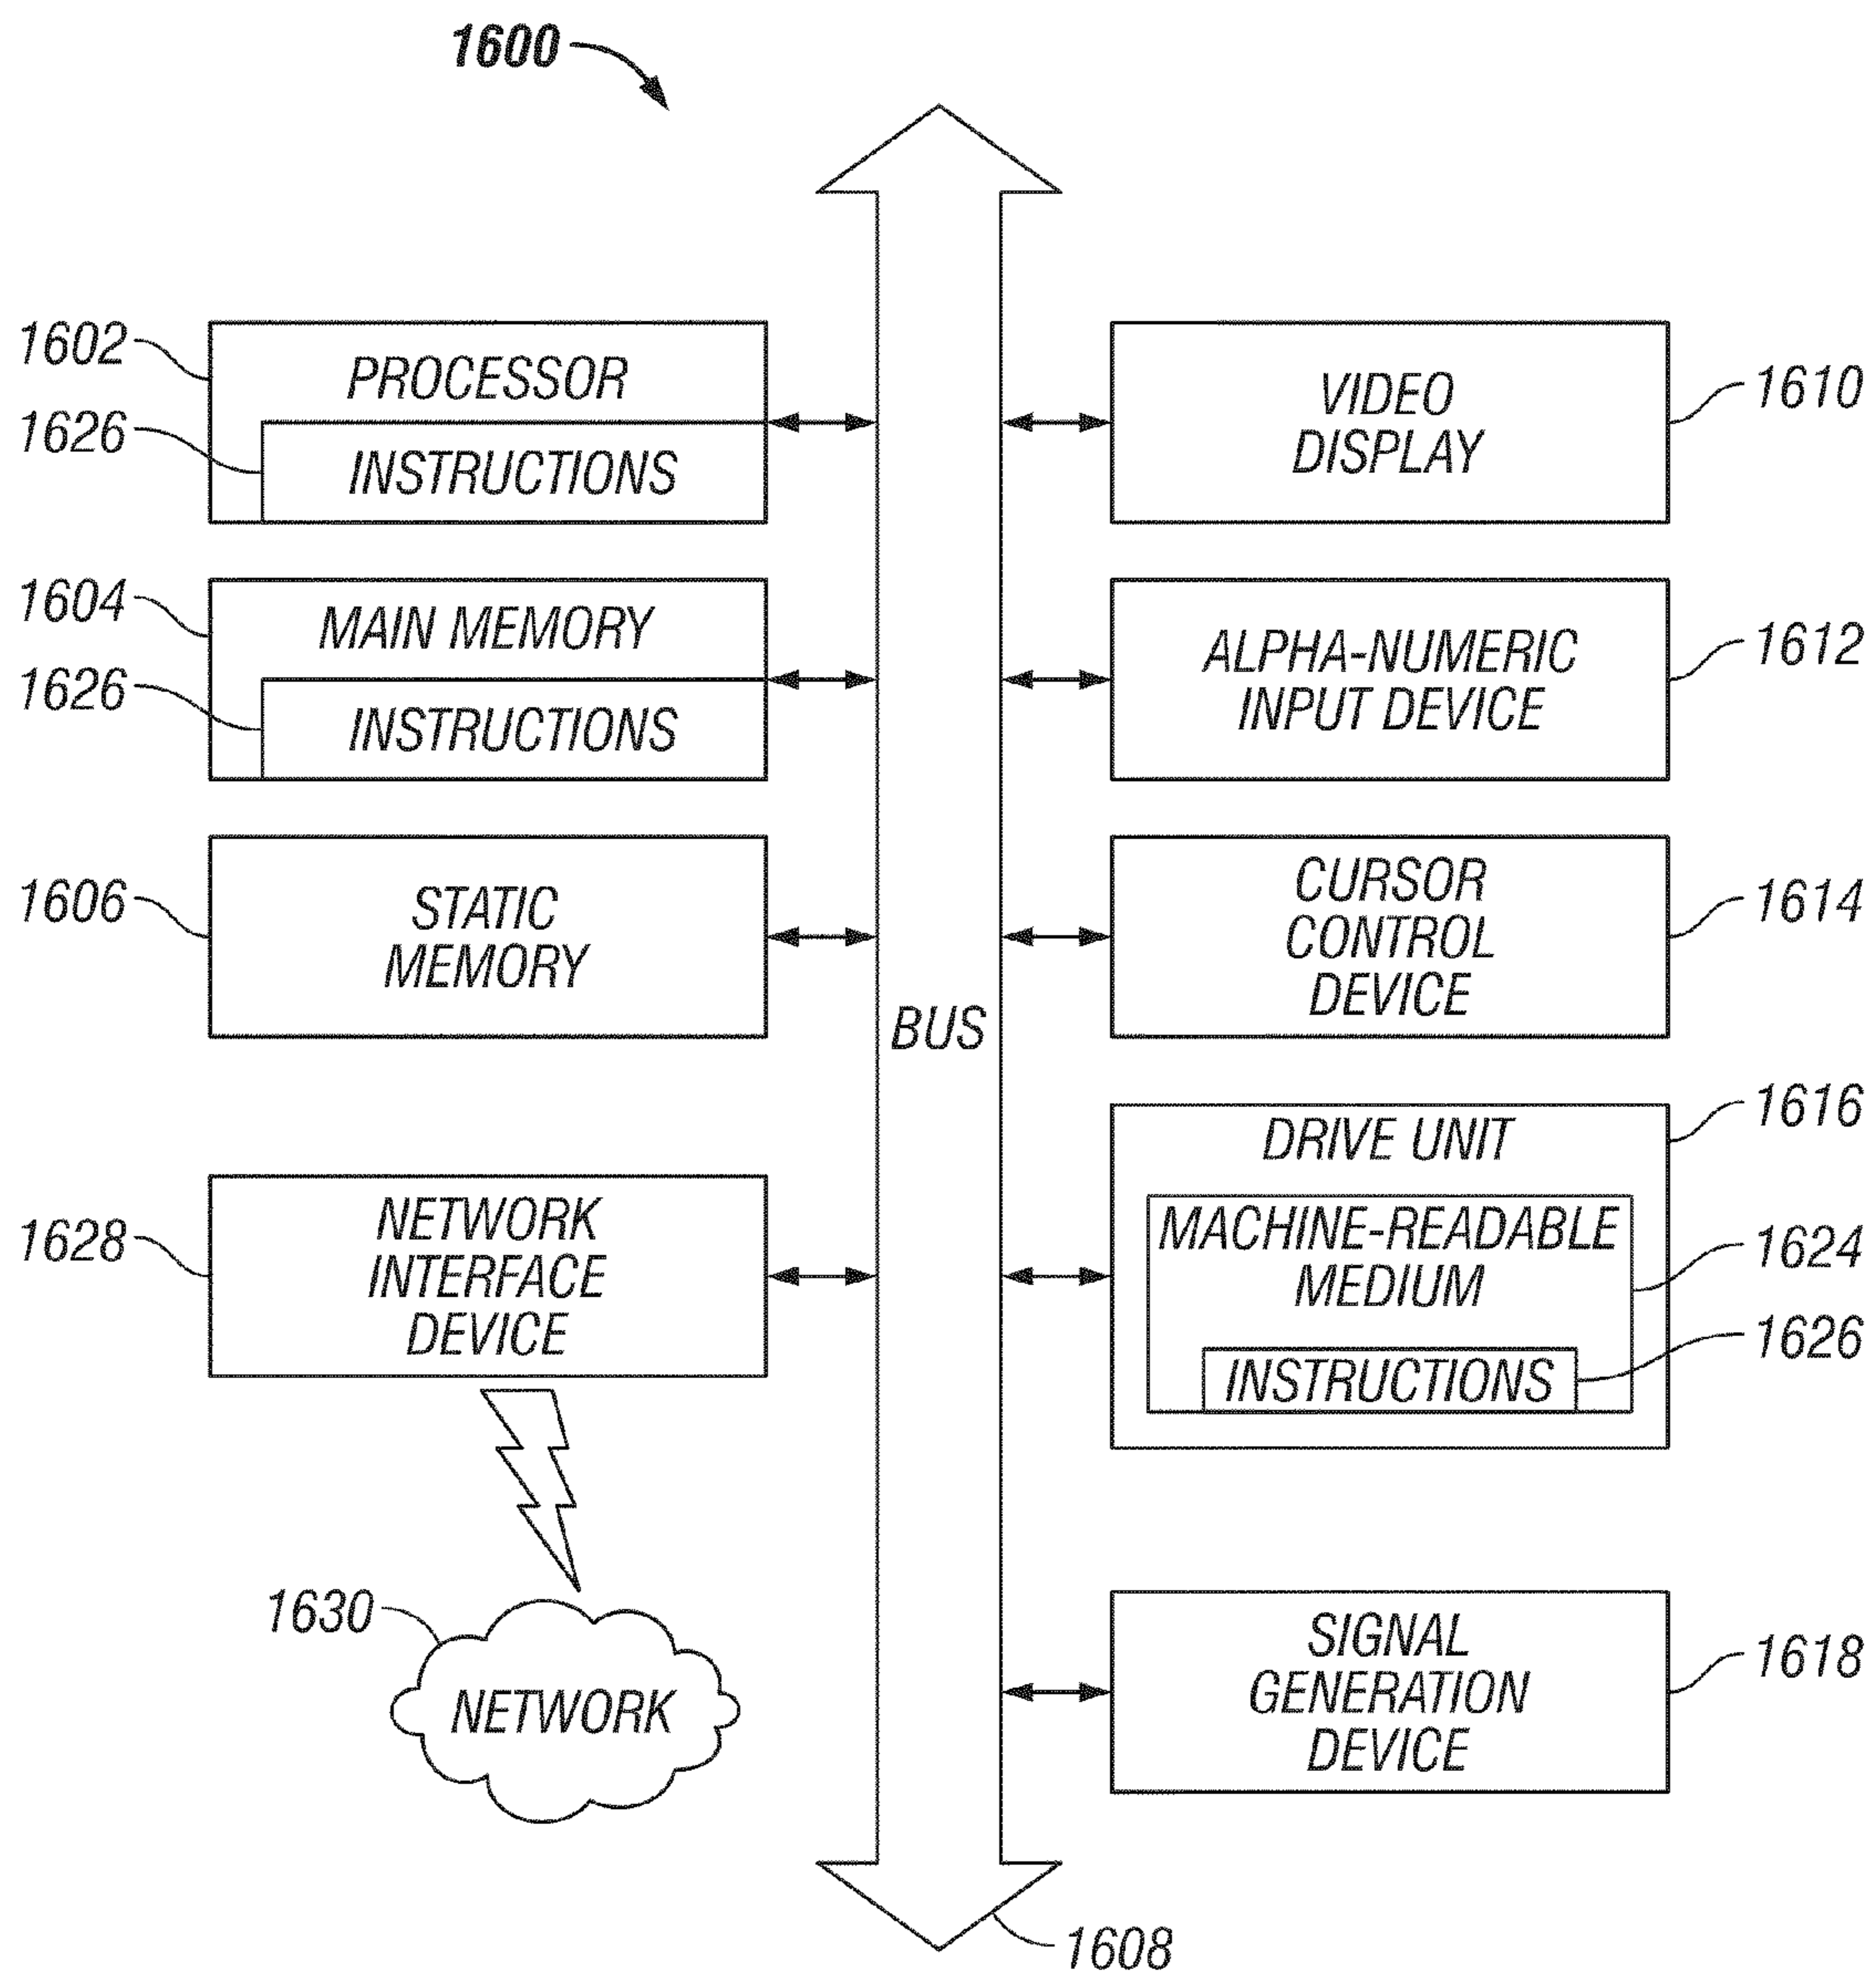 1600
1602
PROCESSOR
1626
INSTRUCTIONS
1604
MAIN MEMORY
1626
INSTRUCTIONS
1606
STATIC
MEMORY
1628
NETWORK
INTERFACE
DEVICE
1630
NETWORK
BUS
1608
VIDEO
DISPLAY
1610
ALPHA-NUMERIC
INPUT DEVICE
1612
CURSOR
CONTROL
DEVICE
1614
DRIVE UNIT
1616
MACHINE-READABLE
MEDIUM
1624
INSTRUCTIONS
1626
SIGNAL
GENERATION
DEVICE
1618